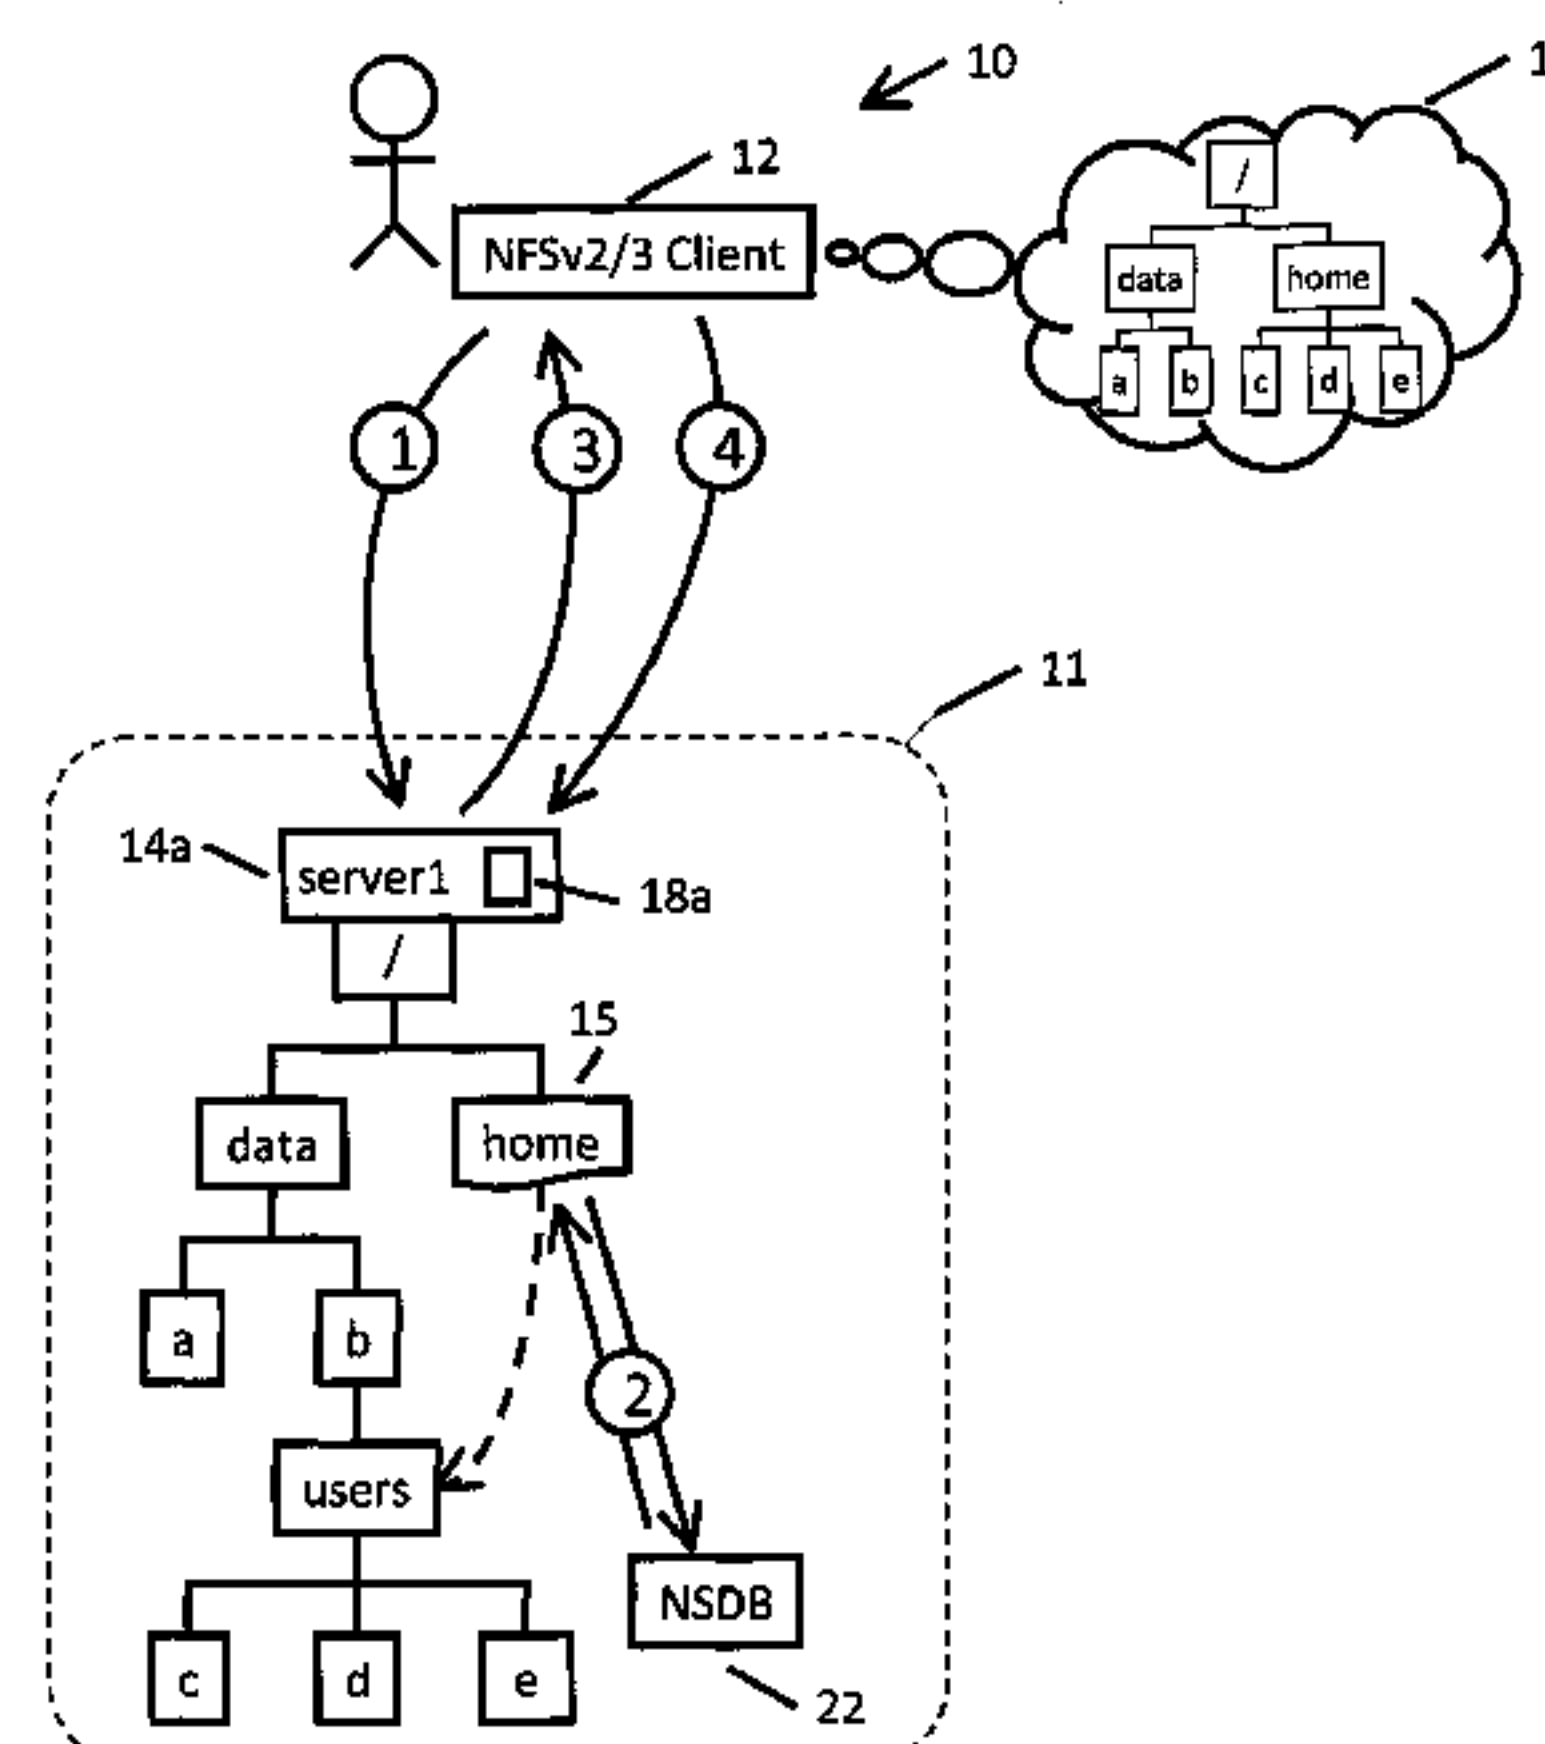 10
12
NFSv2/3 Client
/
data
home
a
b
c
d
e
1
3
4
11
14a
server1
18a
/
15
data
home
a
b
2
users
NSDB
c
d
e
22